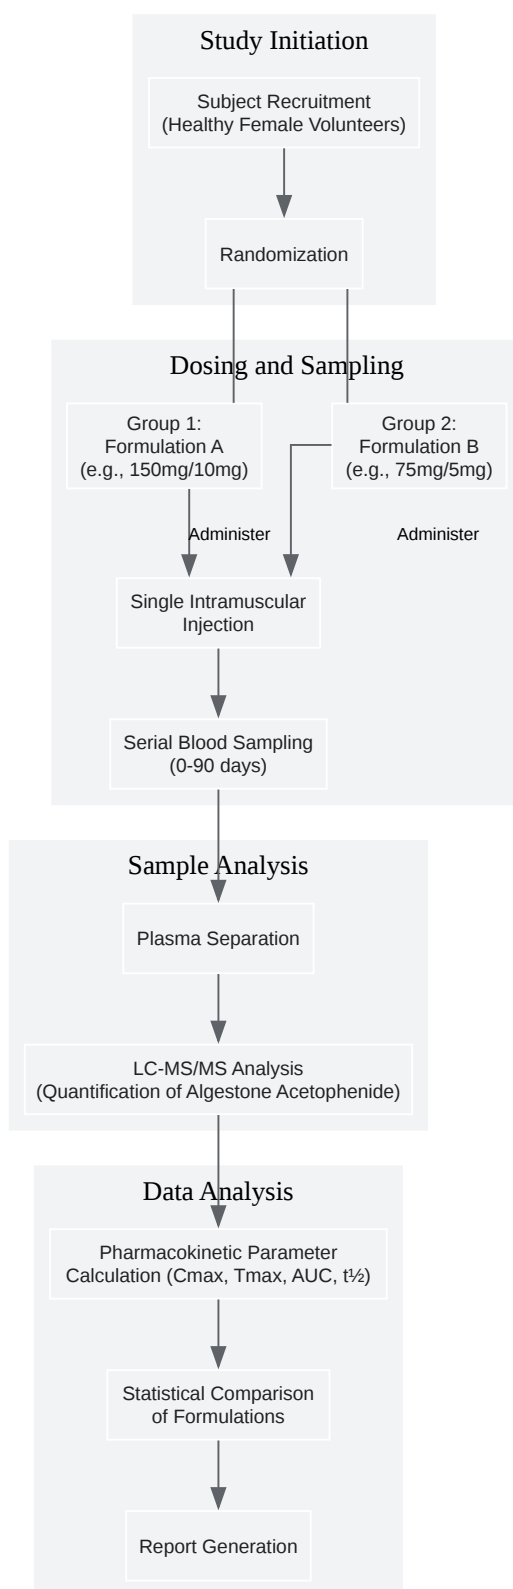 Study Initiation
Subject Recruitment
(Healthy Female Volunteers)
Randomization
Dosing and Sampling
Group 1:
Formulation A
(e.g., 150mg/10mg)
Group 2:
Formulation B
(e.g., 75mg/5mg)
Administer
Administer
Single Intramuscular
Injection
Serial Blood Sampling
(0-90 days)
Sample Analysis
Plasma Separation
LC-MS/MS Analysis
(Quantification of Algestone Acetophenide)
Data Analysis
Pharmacokinetic Parameter
Calculation (Cmax, Tmax, AUC, t½)
Statistical Comparison
of Formulations
Report Generation